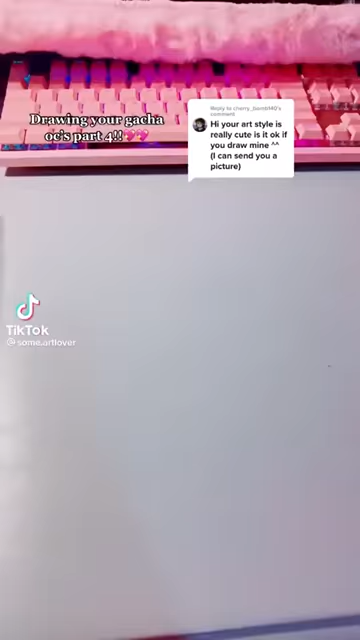 Reply to cherry_bomb140's
comment
Hi your art style is
really cute is it ok if
you draw mine ^^
(I can send you a
picture)
Drawing your gacha
oc's part 4!!💖💖
TikTok
@some.artlover